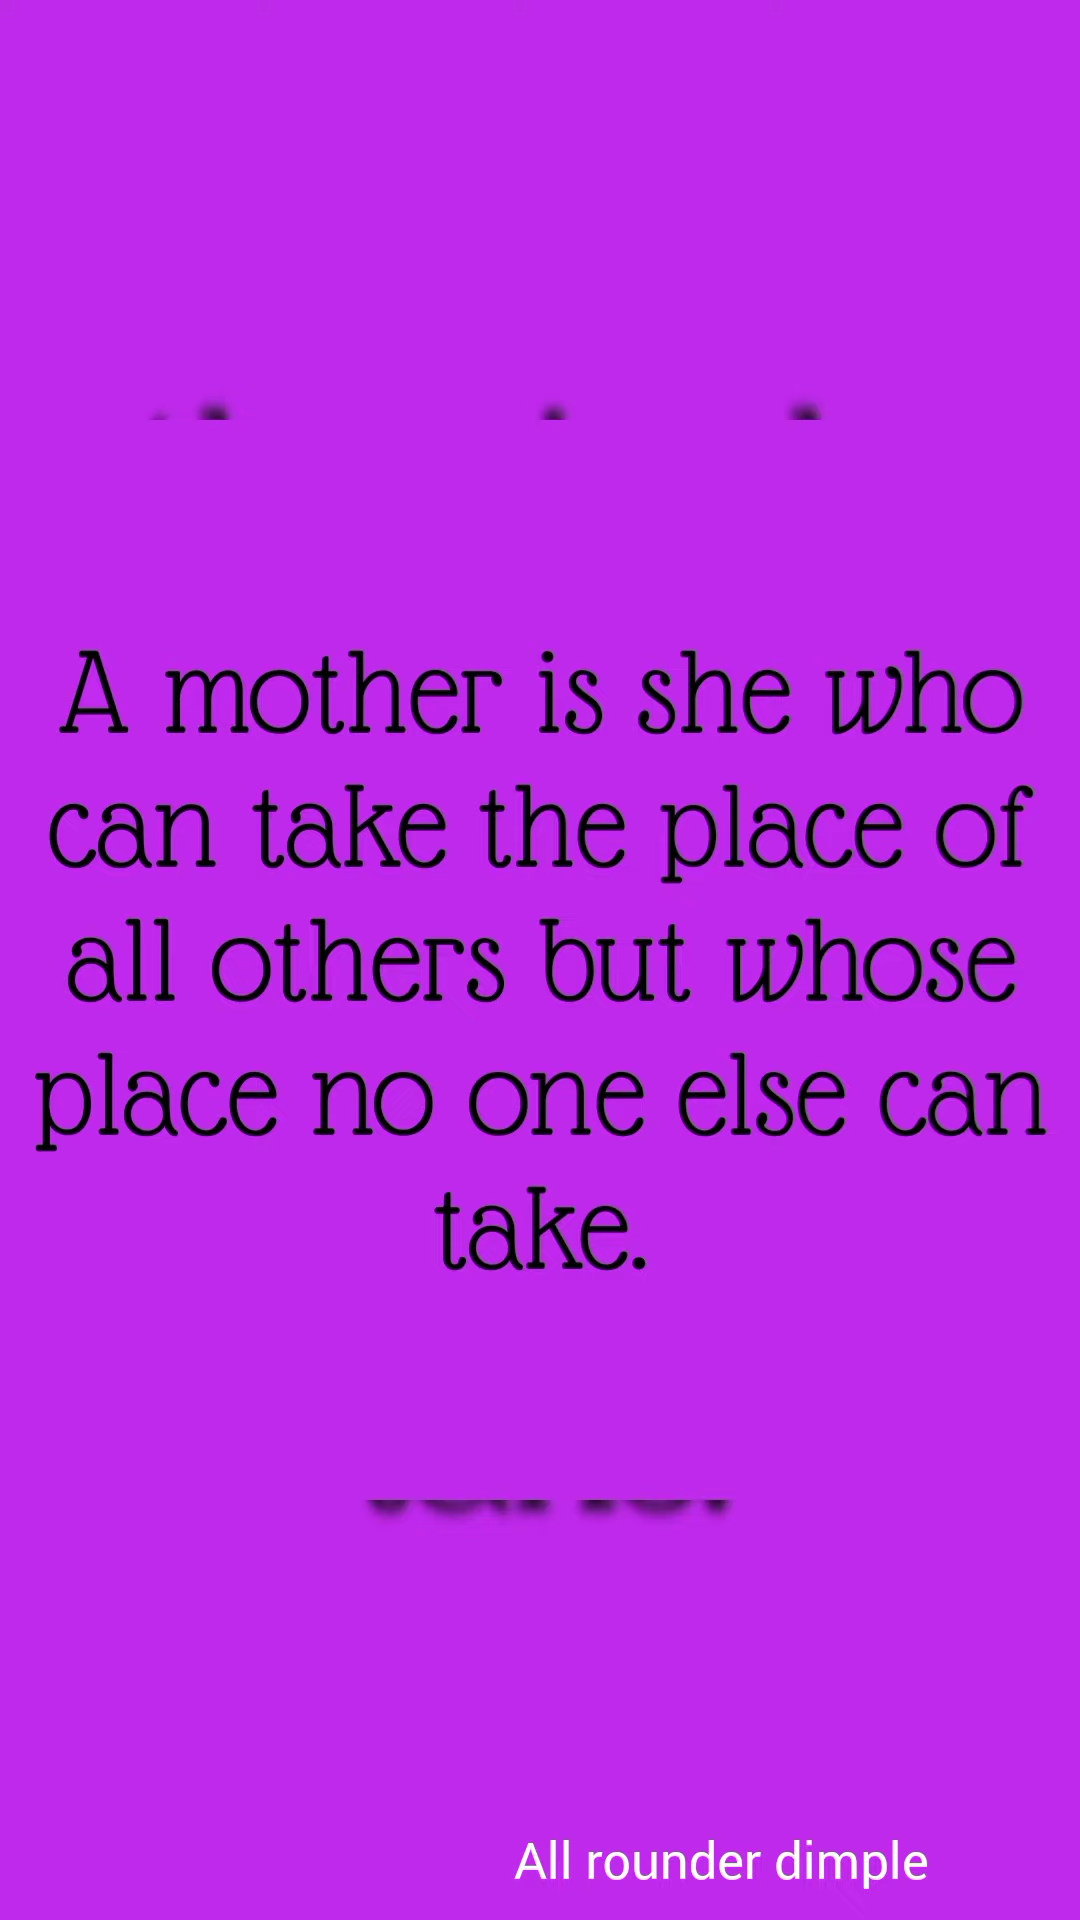 A mother is she who
can take the place of
all others but whose
place no one else can
take.
All rounder dimple